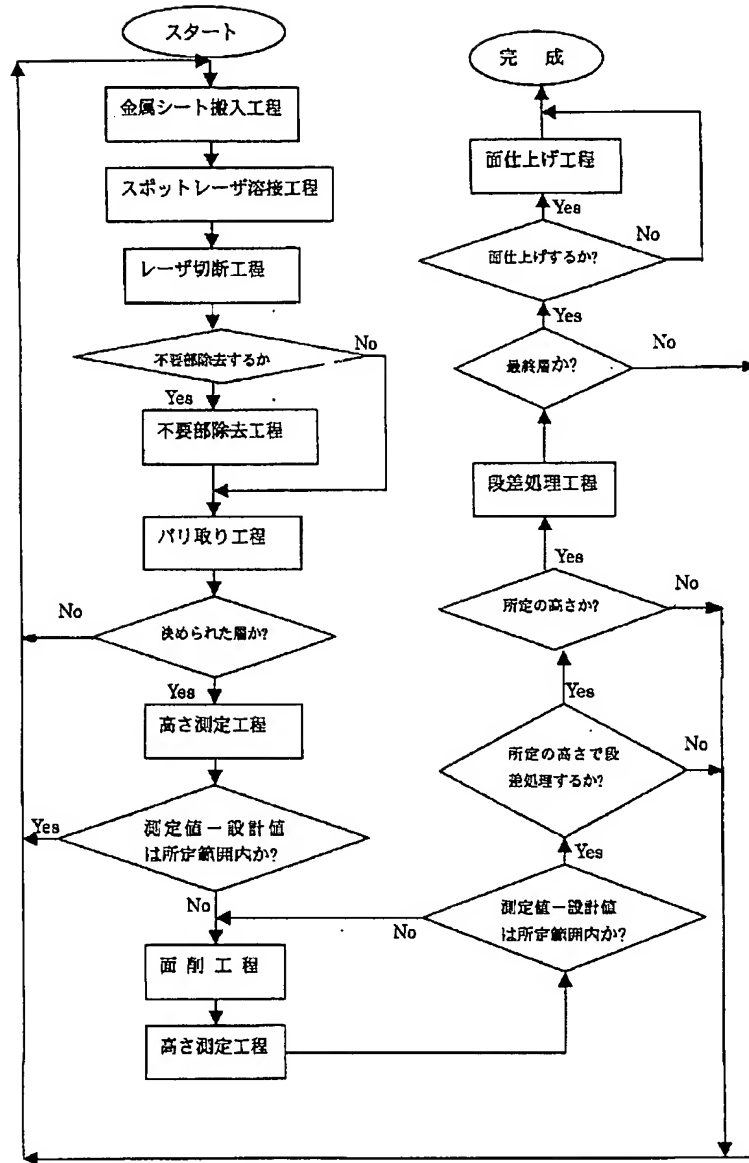 スタート
金属シート搬入工程
スポットレーザ溶接工程
レーザ切断工程
不要部除去するか
No
Yes
不要部除去工程
バリ取り工程
決められた層か?
No
Yes
高さ測定工程
測定値－設計値
は所定範囲内か?
Yes
No
面削工程
高さ測定工程
測定値－設計値
は所定範囲内か?
No
Yes
所定の高さで段
差処理するか?
No
Yes
所定の高さか?
No
Yes
段差処理工程
最終層か?
No
Yes
面仕上げするか?
No
Yes
面仕上げ工程
完成